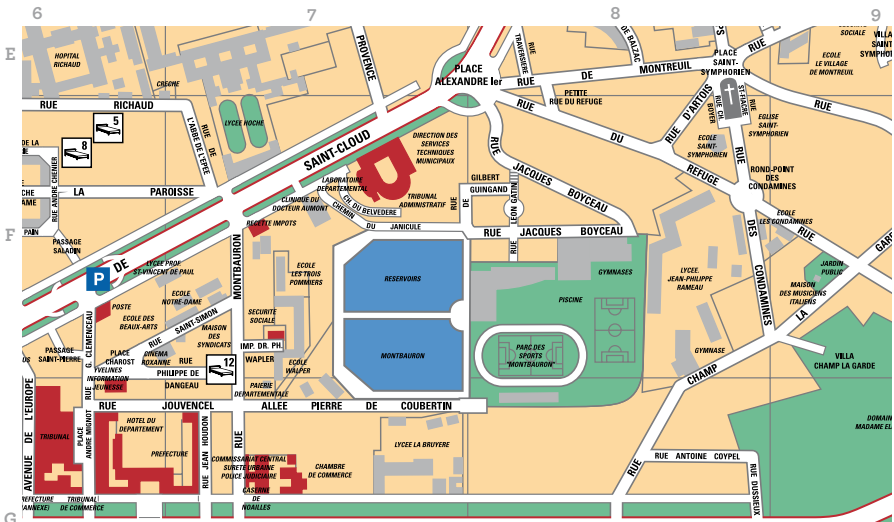 6
7
8
9
E
F
G
HOPITAL
RICHAUD
CRECHE
RUE
RICHAUD
5
8
RUE DE
L'ABBE DE L'EPEE
LYCEE HOCHE
PROVENCE
PLACE
ALEXANDRE Ier
RUE
TRAVERSIERE
DE BALZAC
RUE DE MONTREUIL
PETITE
RUE DU REFUGE
PLACE
SAINT-
SYMPHORIEN
RUE
ECOLE
LE VILLAGE
DE MONTREUIL
SOCIALE
VILLA
RUE D'ARTOIS
RUE CH.
BOYER
ST-FIACRE
RUE
EGLISE
SAINT-
SYMPHORIEN
RUE
ECOLE
SAINT-
SYMPHORIEN
RUE
DU
REFUGE
RUE
DES
CONDAMINES
ROND-POINT
DES
CONDAMINES
ECOLE
LES CONDAMINES
RUE
JARDIN
PUBLIC
MAISON
DES MUSICIENS
ITALIENS
DE
SAINT-CLOUD
DIRECTION DES
SERVICES
TECHNIQUES
MUNICIPAUX
LABORATOIRE
DEPARTEMENTAL
TRIBUNAL
ADMINISTRATIF
CH. DU BELVEDERE
CLINIQUE DU
DOCTEUR AUMONT
CHEMIN
DU
JANICULE
RECETTE IMPOTS
RUE
DE
GILBERT
GUINGAND
RUE
LEON GATIN
RUE
JACQUES
BOYCEAU
RUE
JACQUES
BOYCEAU
DE LA
RUE ANDRE CHENIER
LA
PAROISSE
PAIN
PASSAGE
SALADIN
P
LYCEE PROF.
ST-VINCENT DE PAUL
MONTBAURON
ECOLE
NOTRE-DAME
POSTE
ECOLE DES
BEAUX-ARTS
RUE
SAINT-SIMON
MAISON
DES
SYNDICATS
ECOLE
LES TROIS
POMMIERS
SECURITE
SOCIALE
IMP. DR. PH.
WAPLER
ECOLE
WALPER
RESERVOIRS
MONTBAURON
GYMNASES
PISCINE
PARC DES
SPORTS
"MONTBAURON"
LYCEE
JEAN-PHILIPPE
RAMEAU
GYMNASE
RUE
CHAMP
LA
GARDE
VILLA
CHAMP LA GARDE
DOMAINE
PASSAGE
SAINT-PIERRE
RUE G. CLEMENCEAU
PLACE
CHAROST
CINEMA
ROXANNE
RUE
PHILIPPE DE
DANGEAU
12
YVELINES
INFORMATION
JEUNESSE
PAIERIE
DEPARTEMENTALE
RUE JOUVENCEL
ALLEE PIERRE DE COUBERTIN
AVENUE DE L'EUROPE
TRIBUNAL
PLACE
ANDRE MIGNOT
HOTEL DU
DEPARTEMENT
PREFECTURE
RUE JEAN HOUDON
RUE
COMMISSARIAT CENTRAL
SURETE URBAINE
POLICE JUDICIAIRE
CHAMBRE
DE COMMERCE
CASERNE
DE
NOAILLES
LYCEE LA BRUYERE
RUE ANTOINE COYPEL
RUE DUSSIEUX
TRIBUNAL
DE COMMERCE